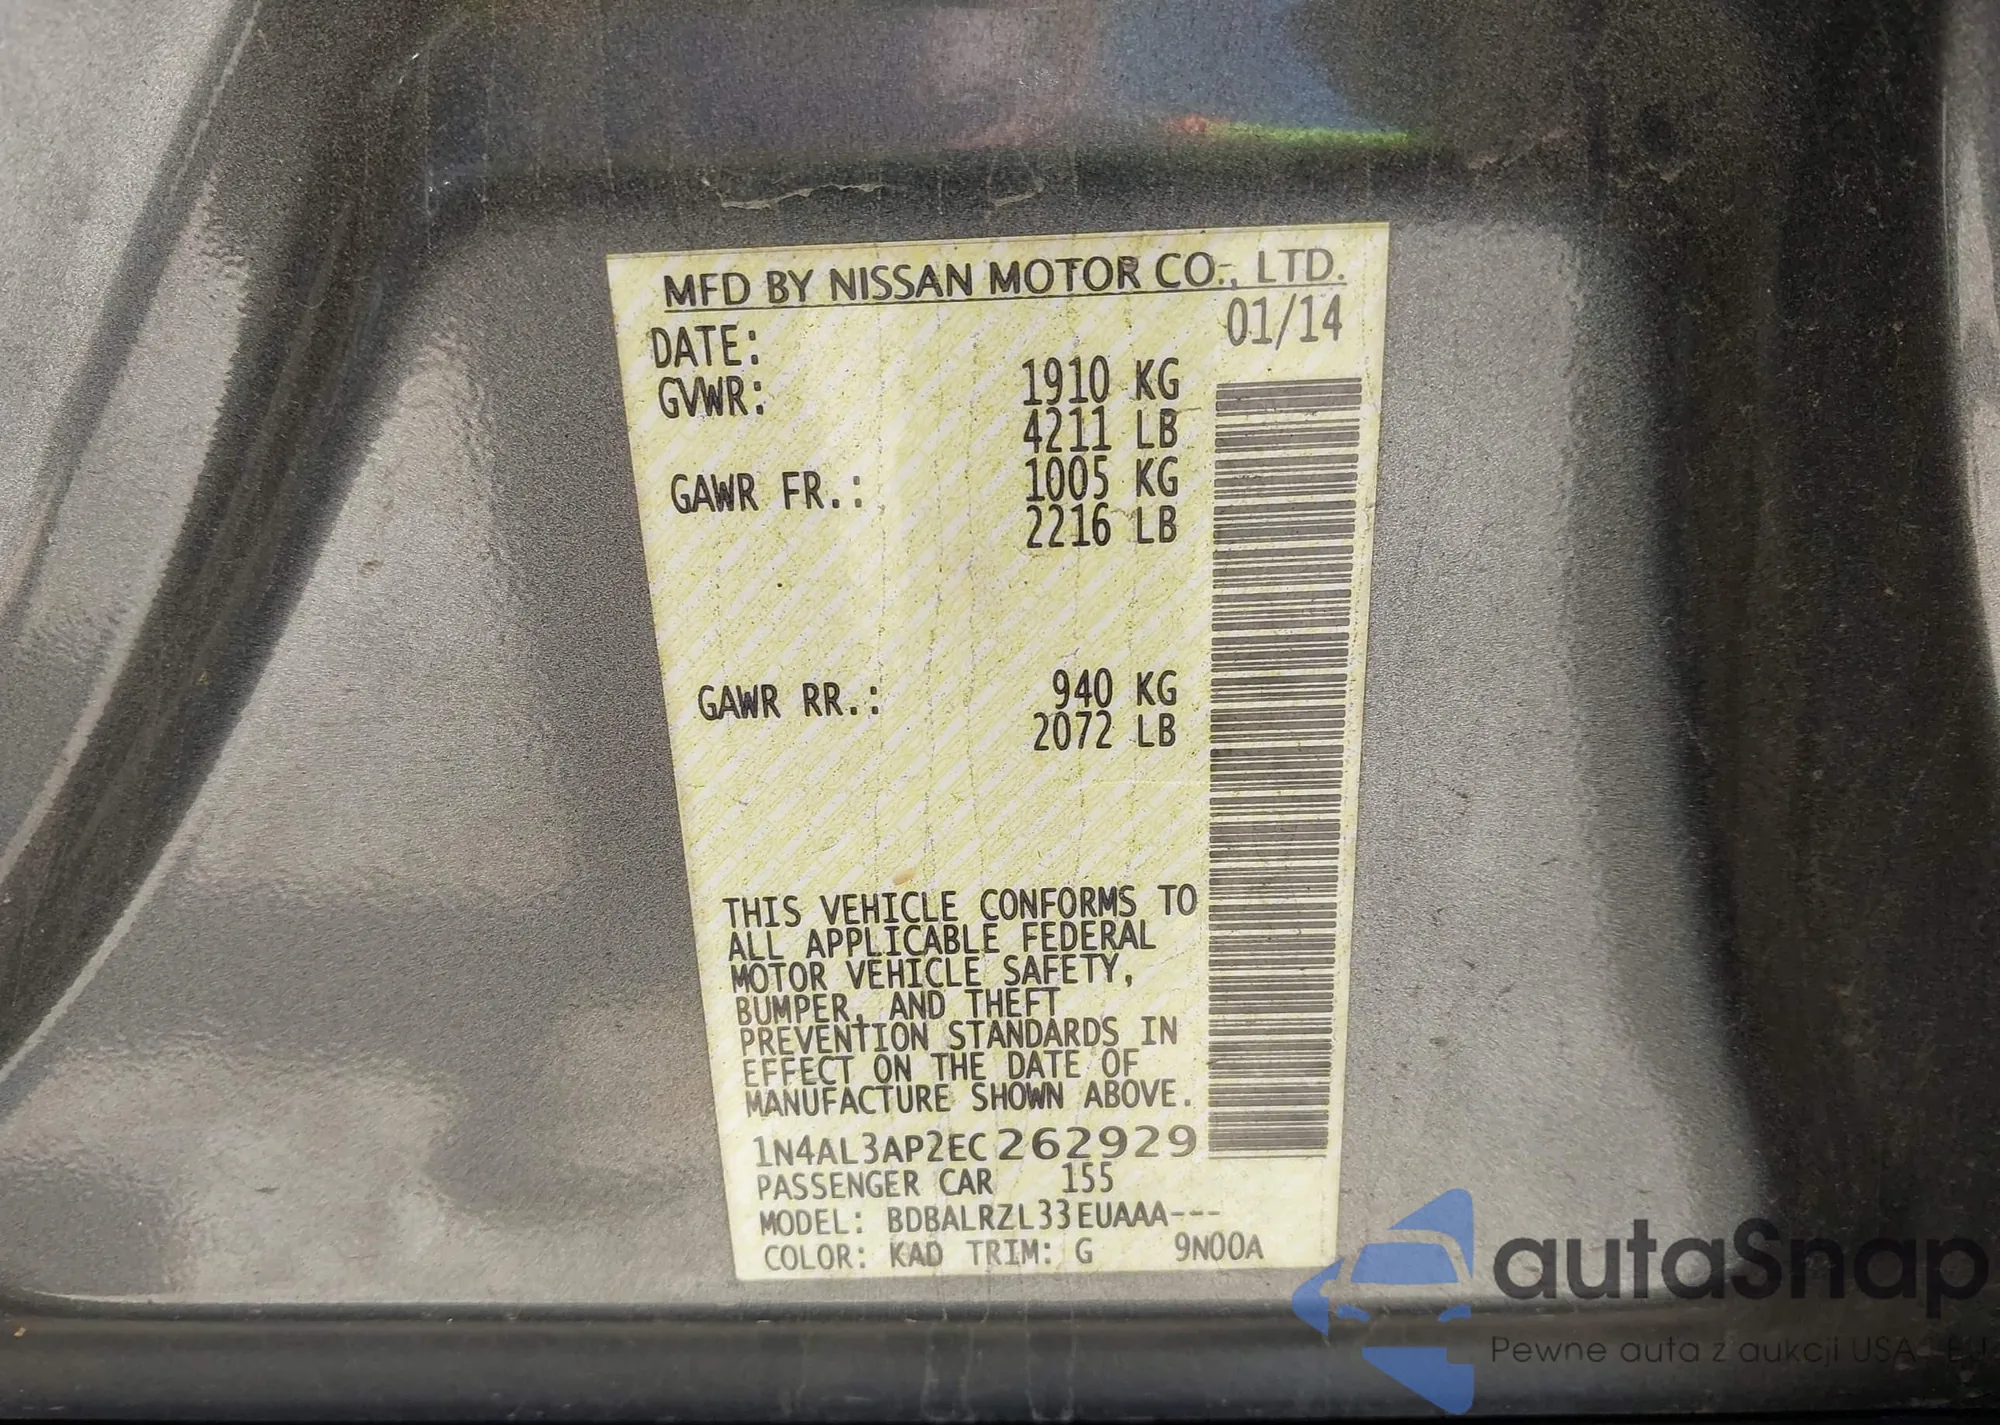 MFD BY NISSAN MOTOR CO., LTD.
DATE: 01/14
GVWR: 1910 KG
4211 LB
GAWR FR.: 1005 KG
2216 LB
GAWR RR.: 940 KG
2072 LB
THIS VEHICLE CONFORMS TO
ALL APPLICABLE FEDERAL
MOTOR VEHICLE SAFETY,
BUMPER, AND THEFT
PREVENTION STANDARDS IN
EFFECT ON THE DATE OF
MANUFACTURE SHOWN ABOVE.
1N4AL3AP2EC262929
PASSENGER CAR 155
MODEL: BDBALRZL33EUAAA---
COLOR: KAD TRIM: G 9N00A
autaSnap
Pewne auta z aukcji USA i EU